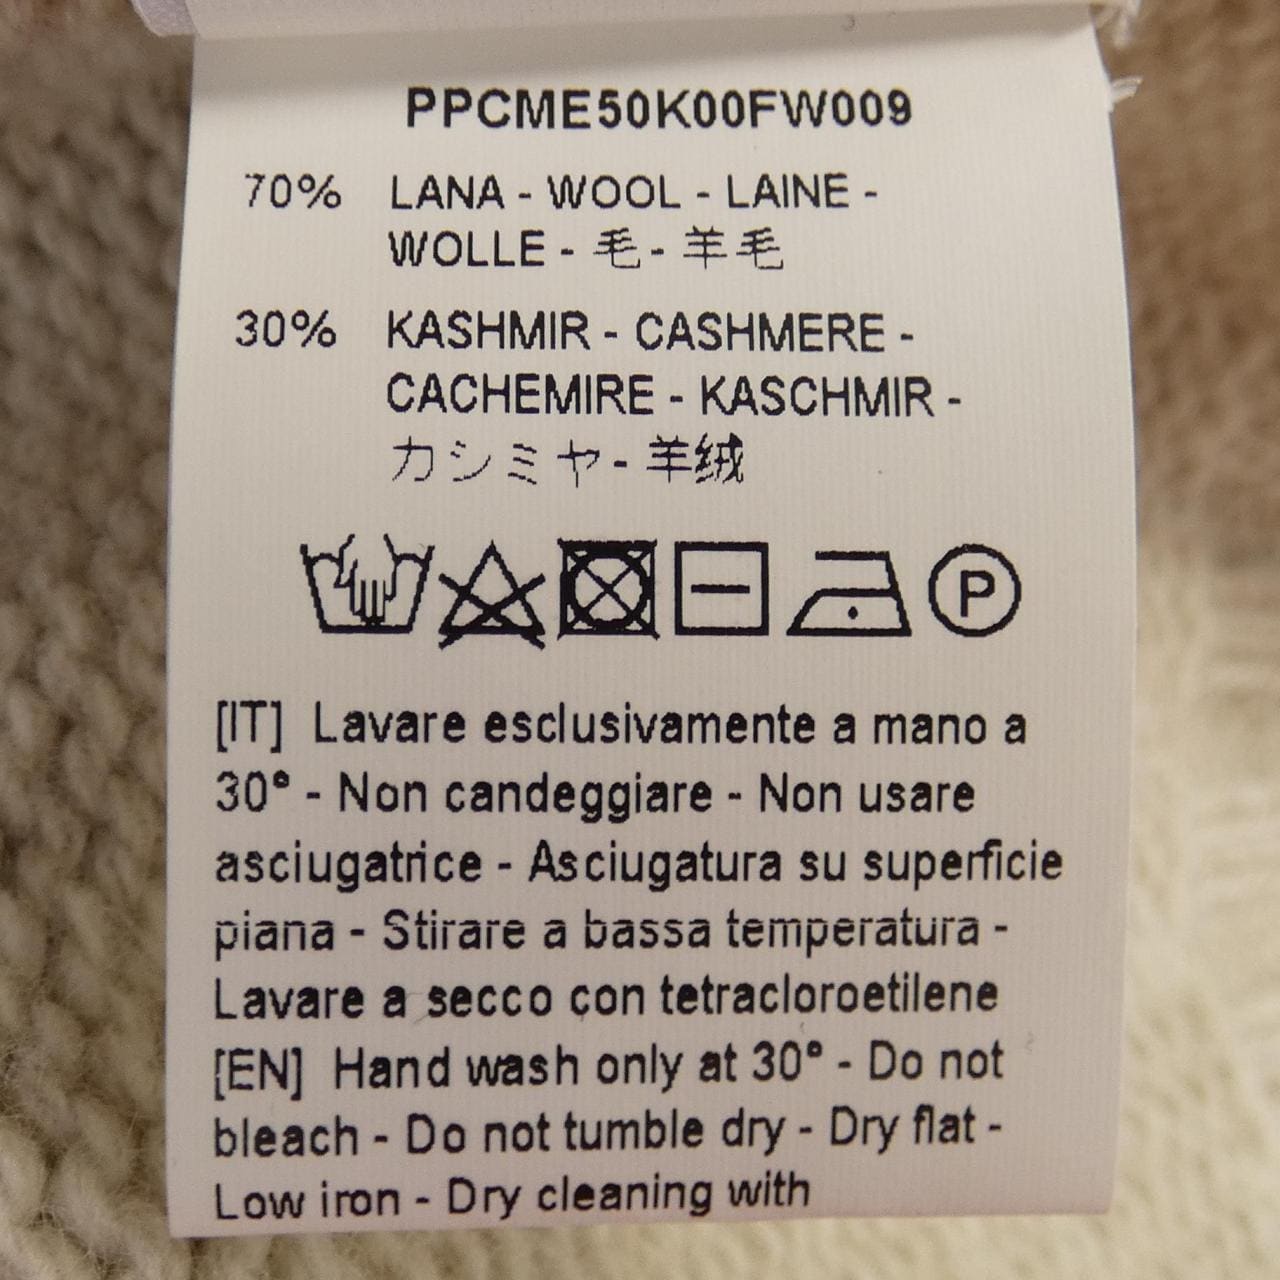 PPCME50K00FW009
70% LANA - WOOL - LAINE -
WOLLE - 毛 - 羊毛
30% KASHMIR - CASHMERE -
CACHEMIRE - KASCHMIR -
カシミヤ - 羊绒
P
[IT] Lavare esclusivamente a mano a
30° - Non candeggiare - Non usare
asciugatrice - Asciugatura su superficie
piana - Stirare a bassa temperatura -
Lavare a secco con tetracloroetilene
[EN] Hand wash only at 30° - Do not
bleach - Do not tumble dry - Dry flat -
Low iron - Dry cleaning with